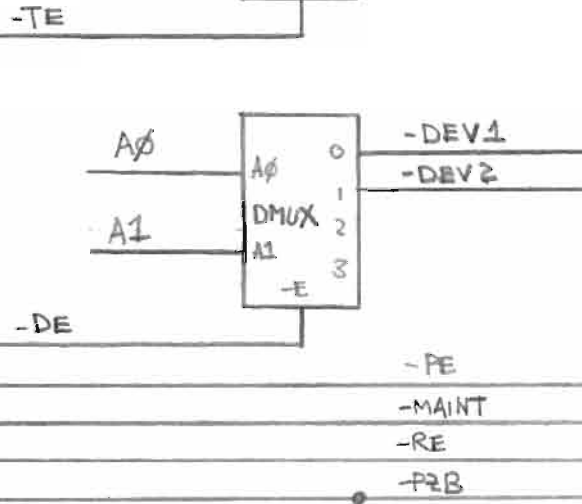 -TE
AØ
-DEV1
AØ
0
-DEV2
1
DMUX
2
A1
A1
3
-E
-DE
-PE
-MAINT
-RE
-PZB